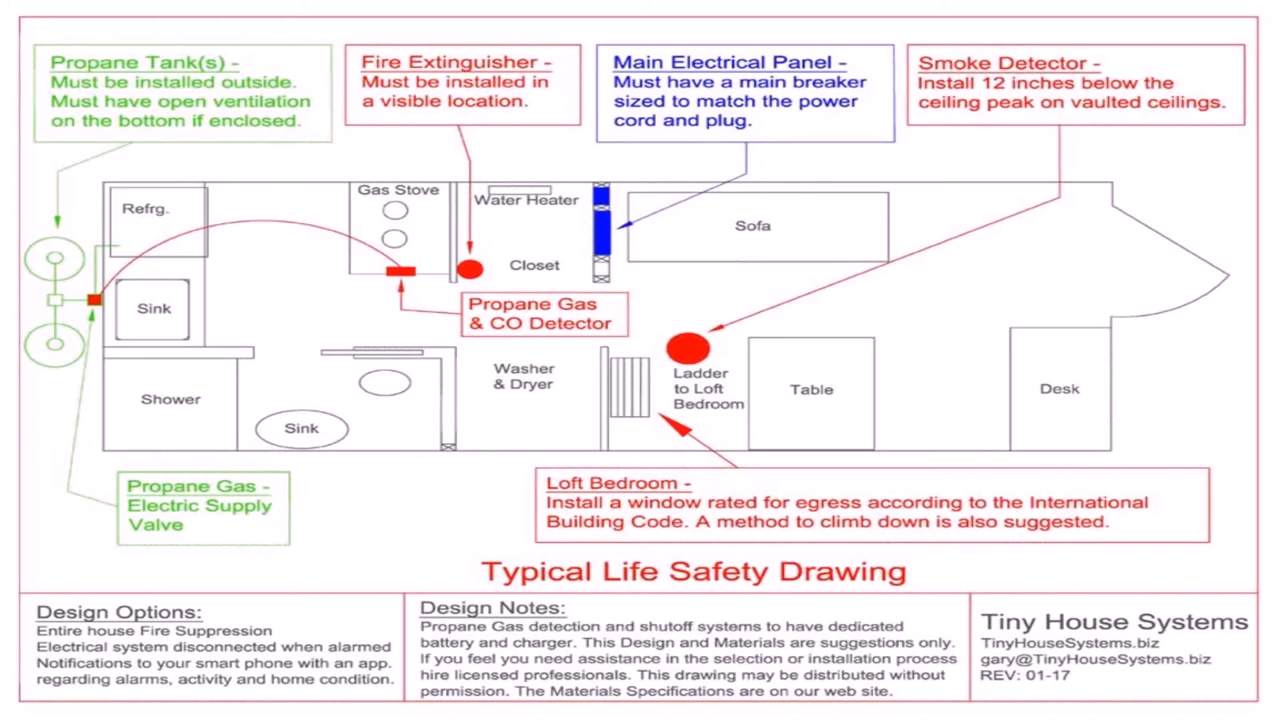 Propane Tank(s) -
Must be installed outside.
Must have open ventilation
on the bottom if enclosed.
Fire Extinguisher -
Must be installed in
a visible location.
Main Electrical Panel -
Must have a main breaker
sized to match the power
cord and plug.
Smoke Detector -
Install 12 inches below the
ceiling peak on vaulted ceilings.
Refrg.
Gas Stove
Water Heater
Sofa
Closet
Sink
Propane Gas
& CO Detector
Shower
Sink
Washer
& Dryer
Ladder
to Loft
Bedroom
Table
Desk
Propane Gas -
Electric Supply
Valve
Loft Bedroom -
Install a window rated for egress according to the International
Building Code. A method to climb down is also suggested.
Typical Life Safety Drawing
Design Options:
Entire house Fire Suppression
Electrical system disconnected when alarmed
Notifications to your smart phone with an app.
regarding alarms, activity and home condition.
Design Notes:
Propane Gas detection and shutoff systems to have dedicated
battery and charger. This Design and Materials are suggestions only.
If you feel you need assistance in the selection or installation process
hire licensed professionals. This drawing may be distributed without
permission. The Materials Specifications are on our web site.
Tiny House Systems
TinyHouseSystems.biz
gary@TinyHouseSystems.biz
REV: 01-17